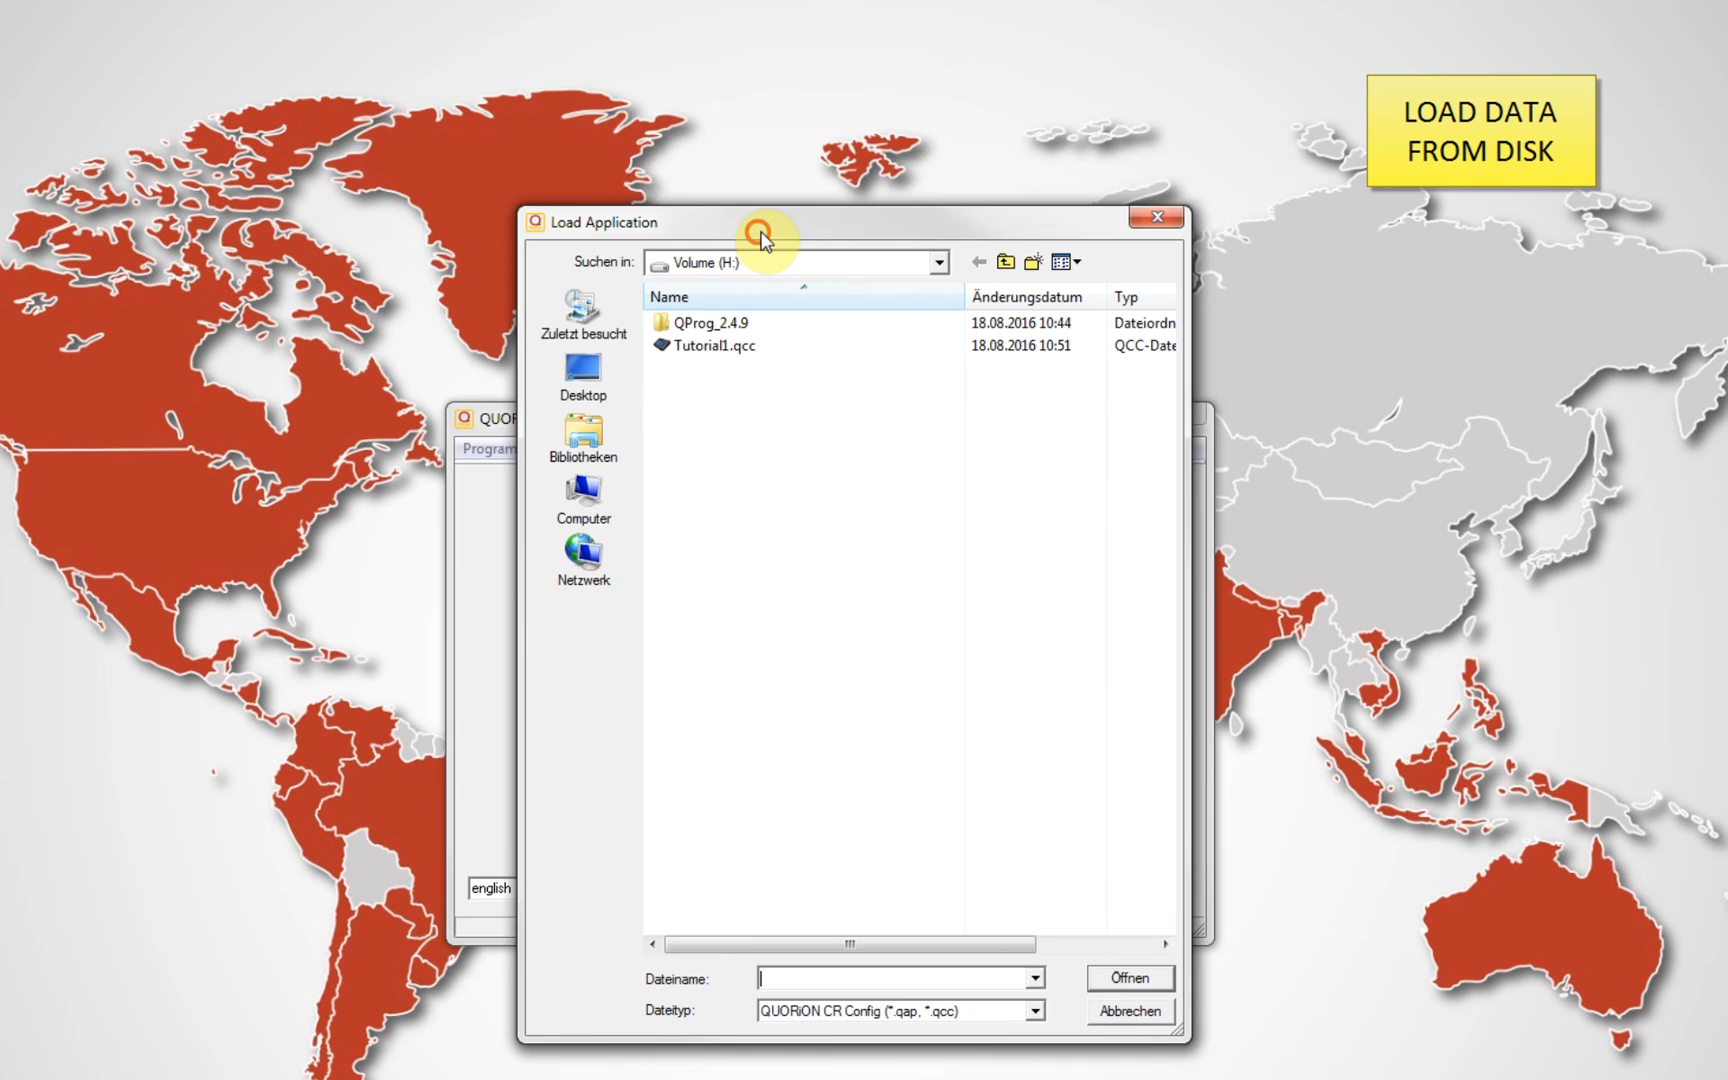 LOAD DATA
FROM DISK
Load Application
Suchen in:
Volume (H:)
Name
Änderungsdatum
Typ
QProg_2.4.9
18.08.2016 10:44
Dateiordn
Tutorial1.qcc
18.08.2016 10:51
QCC-Date
Zuletzt besucht
Desktop
Bibliotheken
Computer
Netzwerk
QUOR
Program
english
Dateiname:
Öffnen
Dateityp:
QUORiON CR Config (*.qap, *.qcc)
Abbrechen